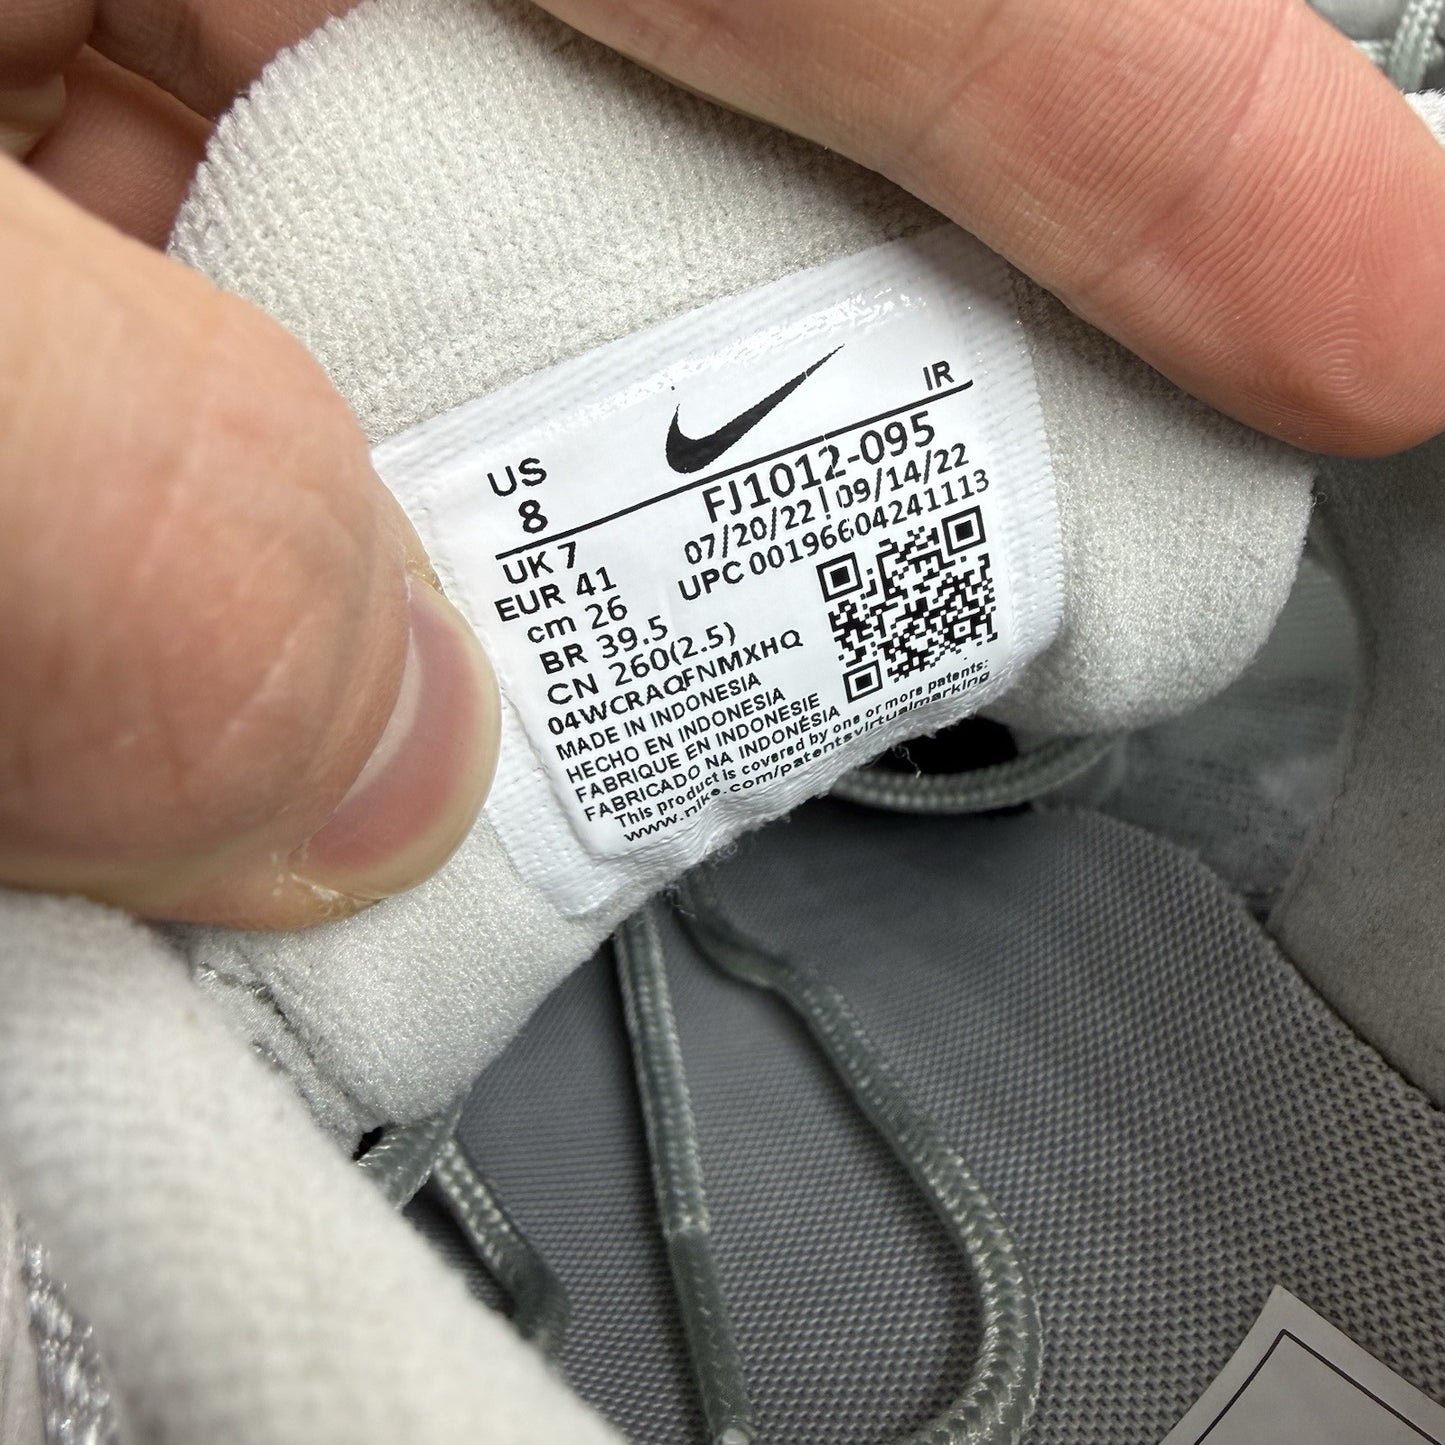 IR
US
8
FJ1012-095
07/20/22 | 09/14/22
UPC 00196604241113
UK 7
EUR 41
cm 26
BR 39.5
CN 260(2.5)
04WCRAQFNMXHQ
MADE IN INDONESIA
HECHO EN INDONESIA
FABRIQUE EN INDONESIE
FABRICADO NA INDONÉSIA
This product is covered by one or more patents:
www.nike.com/patentsvirtualmarking